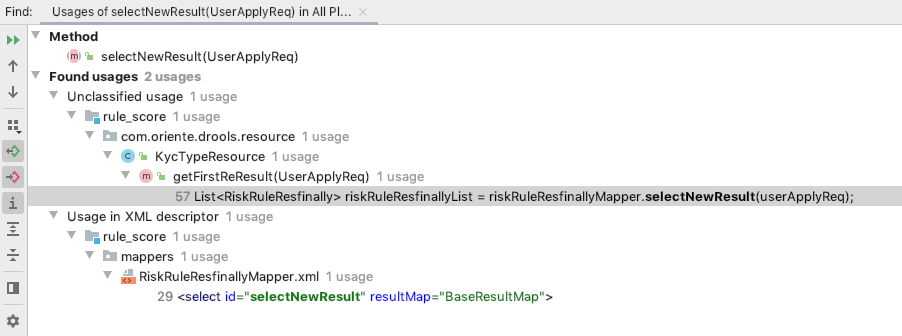 Find: Usages of selectNewResult(UserApplyReq) in All Pl...
Method
selectNewResult(UserApplyReq)
Found usages 2 usages
Unclassified usage 1 usage
rule_score 1 usage
com.oriente.drools.resource 1 usage
KycTypeResource 1 usage
getFirstReResult(UserApplyReq) 1 usage
57 List<RiskRuleResfinally> riskRuleResfinallyList = riskRuleResfinallyMapper.selectNewResult(userApplyReq);
Usage in XML descriptor 1 usage
rule_score 1 usage
mappers 1 usage
RiskRuleResfinallyMapper.xml 1 usage
29 <select id="selectNewResult" resultMap="BaseResultMap">